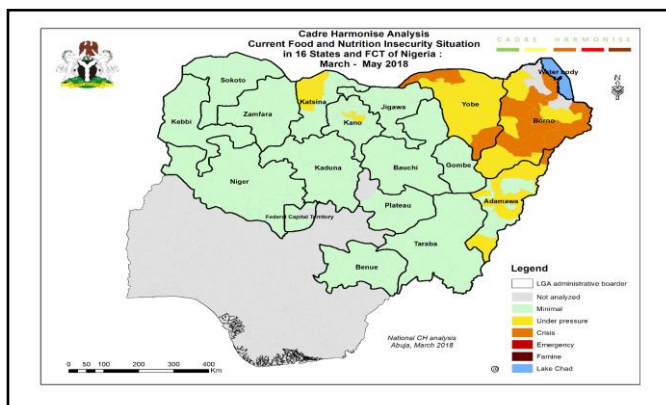 Cadre Harmonise Analysis
Current Food and Nutrition Insecurity Situation
in 16 States and FCT of Nigeria :
March - May 2018
CADRE HARMONISE
Water body
N
Sokoto
Katsina
Yobe
Jigawa
Borno
Zamfara
Kano
Kebbi
Kaduna
Bauchi
Gombe
Niger
Adamawa
Plateau
Federal Capital Territory
Taraba
Benue
Legend
LGA administrative boarder
Not analyzed
Minimal
Under pressure
Crisis
Emergency
Famine
Lake Chad
National CH analysis
Abuja, March 2018
0 50 100 200 300 400
Km